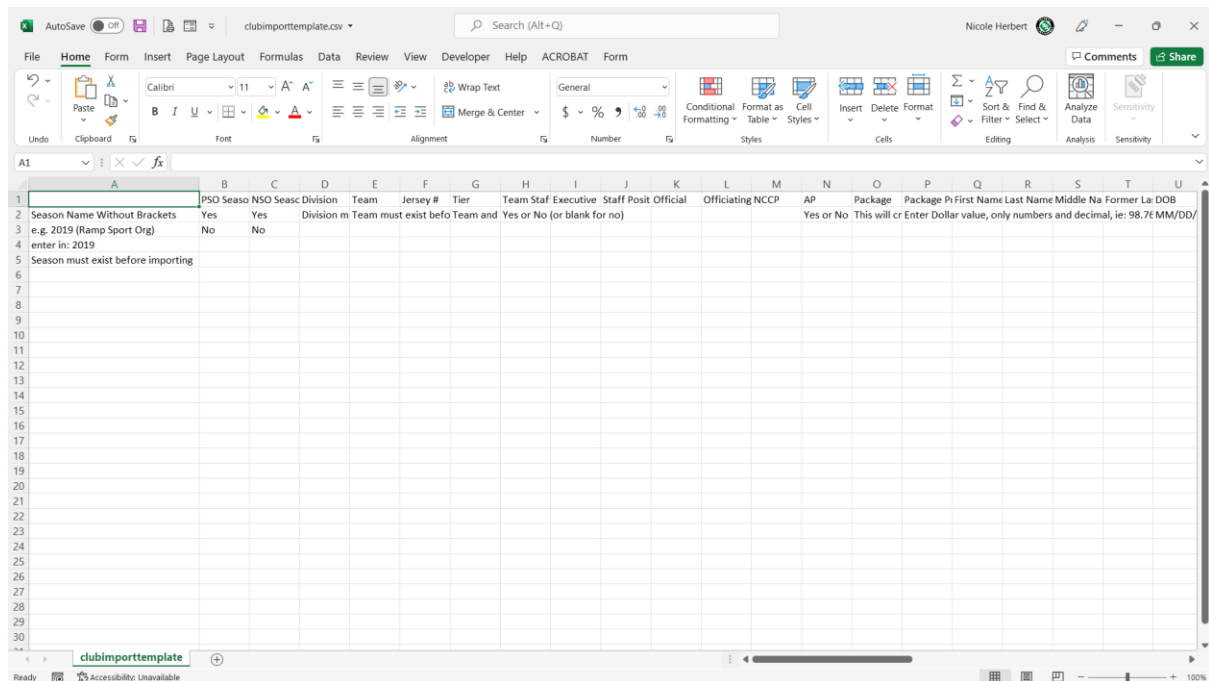 AutoSave Off clubimporttemplate.csv Search (Alt+Q) Nicole Herbert
File Home Form Insert Page Layout Formulas Data Review View Developer Help ACROBAT Form Comments Share
Calibri 11 A A Wrap Text General
Paste B I U A Merge & Center $ % Conditional Formatting Format as Table Cell Styles Insert Delete Format Sort & Filter Find & Select Analyze Data Sensitivity
Undo Clipboard Font Alignment Number Styles Cells Editing Analysis Sensitivity
A1 fx
A B C D E F G H I J K L M N O P Q R S T U
1 PSO Seaso NSO Seasc Division Team Jersey # Tier Team Staf Executive Staff Posit Official Officiating NCCP AP Package Package Pi First Name Last Name Middle Na Former La DOB
2 Season Name Without Brackets Yes Yes Division m Team must exist befo Team and Yes or No (or blank for no) Yes or No This will cr Enter Dollar value, only numbers and decimal, ie: 98.76 MM/DD/
3 e.g. 2019 (Ramp Sport Org) No No
4 enter in: 2019
5 Season must exist before importing
6
7
8
9
10
11
12
13
14
15
16
17
18
19
20
21
22
23
24
25
26
27
28
29
30
clubimporttemplate
Ready Accessibility: Unavailable 100%